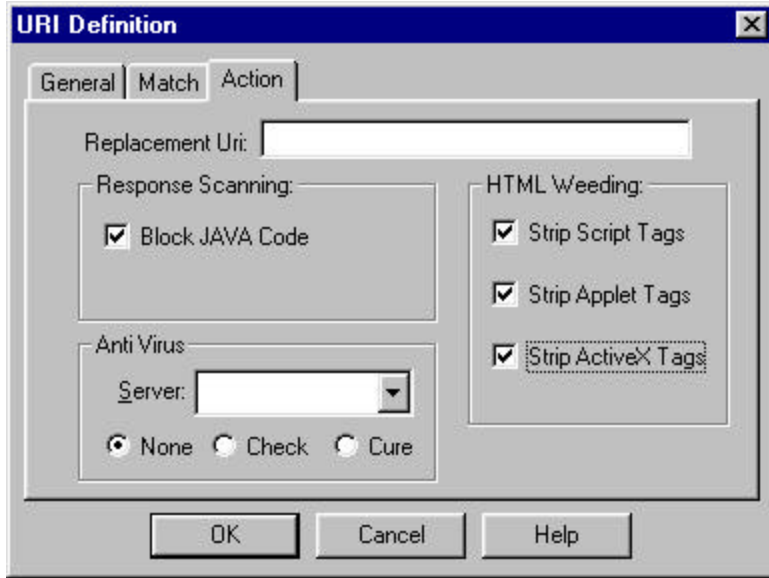 URI Definition
General Match Action
Replacement Uri:
Response Scanning:
Block JAVA Code
HTML Weeding:
Strip Script Tags
Strip Applet Tags
Strip ActiveX Tags
Anti Virus
Server:
None Check Cure
OK Cancel Help